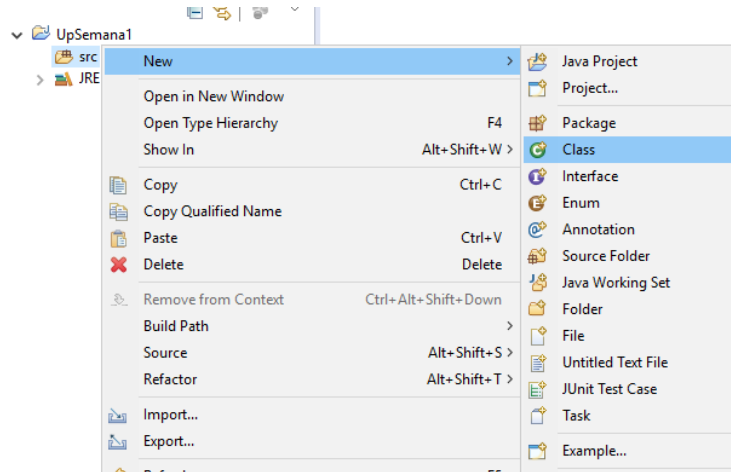 UpSemana1
src
JRE
New >
Open in New Window
Open Type Hierarchy F4
Show In Alt+Shift+W >
Copy Ctrl+C
Copy Qualified Name
Paste Ctrl+V
Delete Delete
Remove from Context Ctrl+Alt+Shift+Down
Build Path >
Source Alt+Shift+S >
Refactor Alt+Shift+T >
Import...
Export...
Java Project
Project...
Package
Class
Interface
Enum
Annotation
Source Folder
Java Working Set
Folder
File
Untitled Text File
JUnit Test Case
Task
Example...